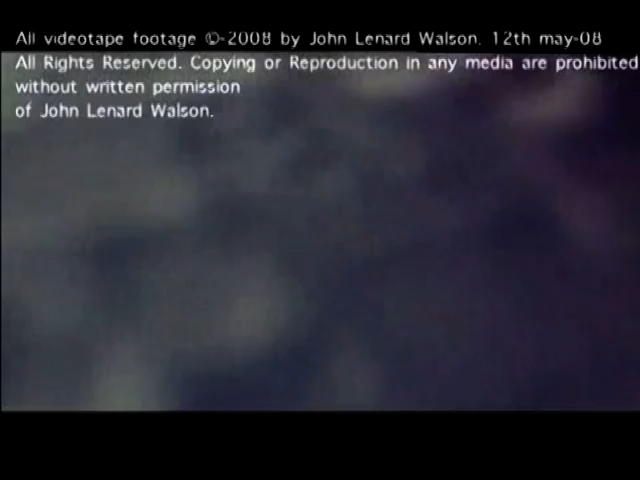 All videotape footage ©-2008 by John Lenard Walson. 12th may-08
All Rights Reserved. Copying or Reproduction in any media are prohibited
without written permission
of John Lenard Walson.